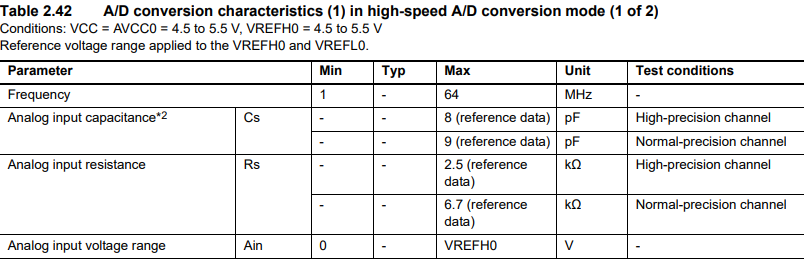 Table 2.42 A/D conversion characteristics (1) in high-speed A/D conversion mode (1 of 2)
Conditions: VCC = AVCC0 = 4.5 to 5.5 V, VREFH0 = 4.5 to 5.5 V
Reference voltage range applied to the VREFH0 and VREFL0.
Parameter Min Typ Max Unit Test conditions
Frequency 1 - 64 MHz -
Analog input capacitance*2 Cs - - 8 (reference data) pF High-precision channel
- - 9 (reference data) pF Normal-precision channel
Analog input resistance Rs - - 2.5 (reference kΩ High-precision channel
data)
- - 6.7 (reference kΩ Normal-precision channel
data)
Analog input voltage range Ain 0 - VREFH0 V -